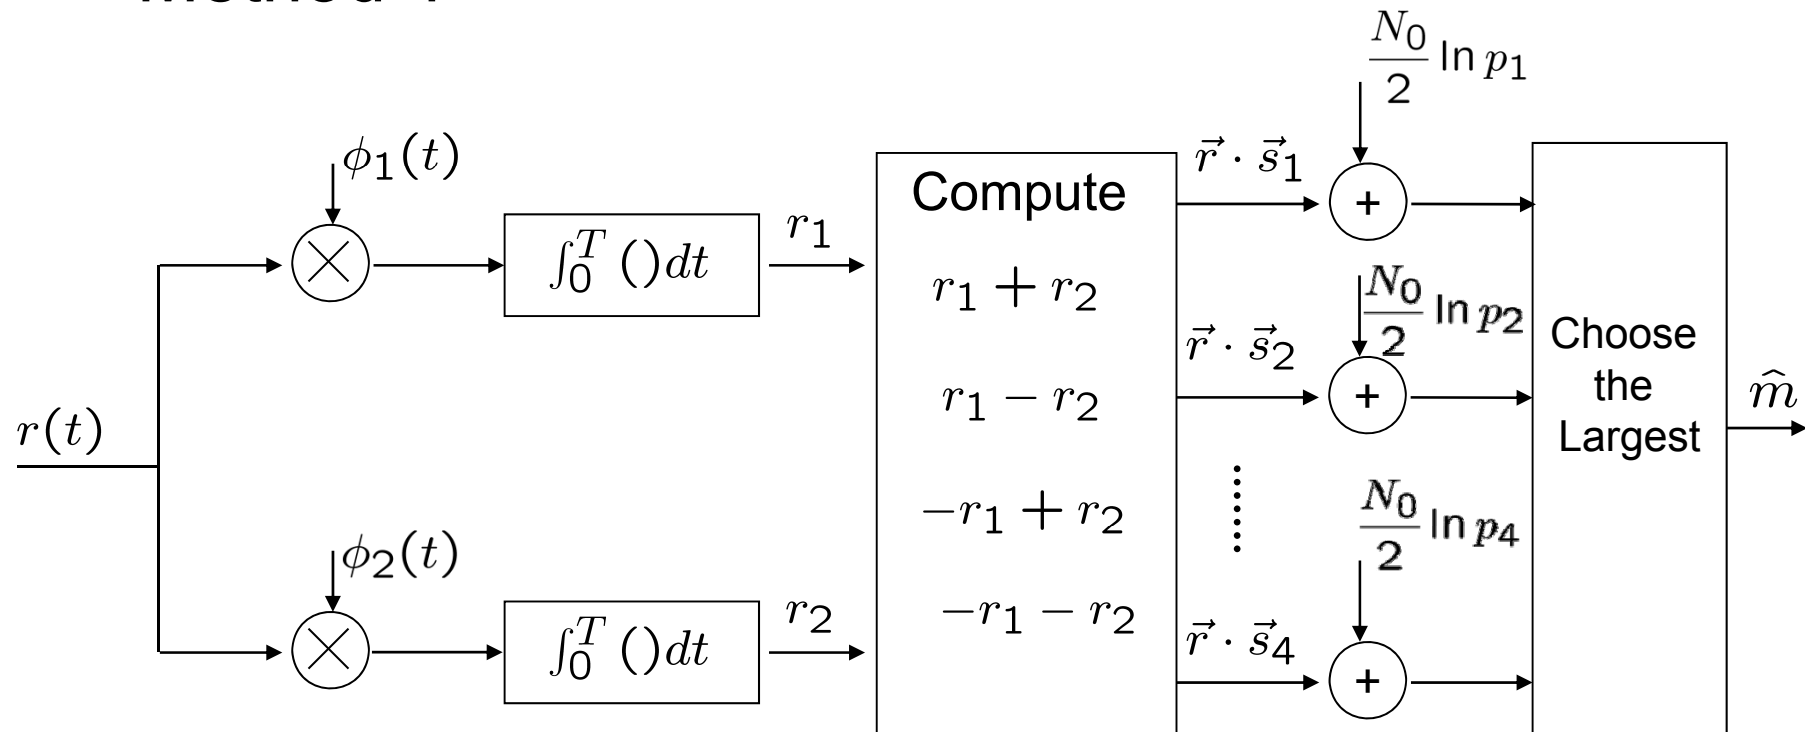 N₀/2 ln p₁
ϕ₁(t)
∫₀ᵀ ()dt
r₁
Compute
r₁ + r₂
r₁ − r₂
−r₁ + r₂
−r₁ − r₂
r⃗ · s⃗₁
+
N₀/2 ln p₂
r⃗ · s⃗₂
+
Choose
the
Largest
m̂
r(t)
ϕ₂(t)
∫₀ᵀ ()dt
r₂
N₀/2 ln p₄
r⃗ · s⃗₄
+